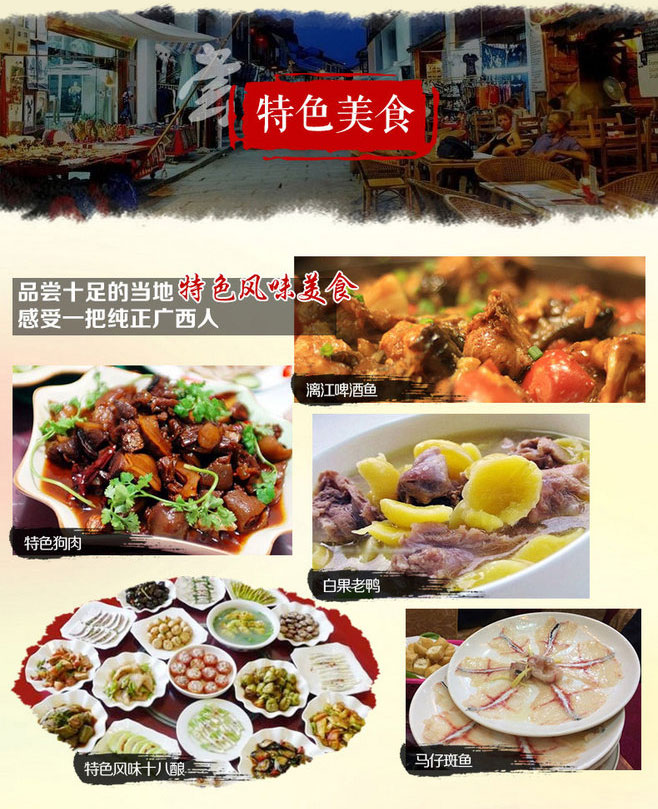 尝
特色美食
品尝十足的当地特色风味美食
感受一把纯正广西人
漓江啤酒鱼
特色狗肉
白果老鸭
特色风味十八酿
马仔斑鱼